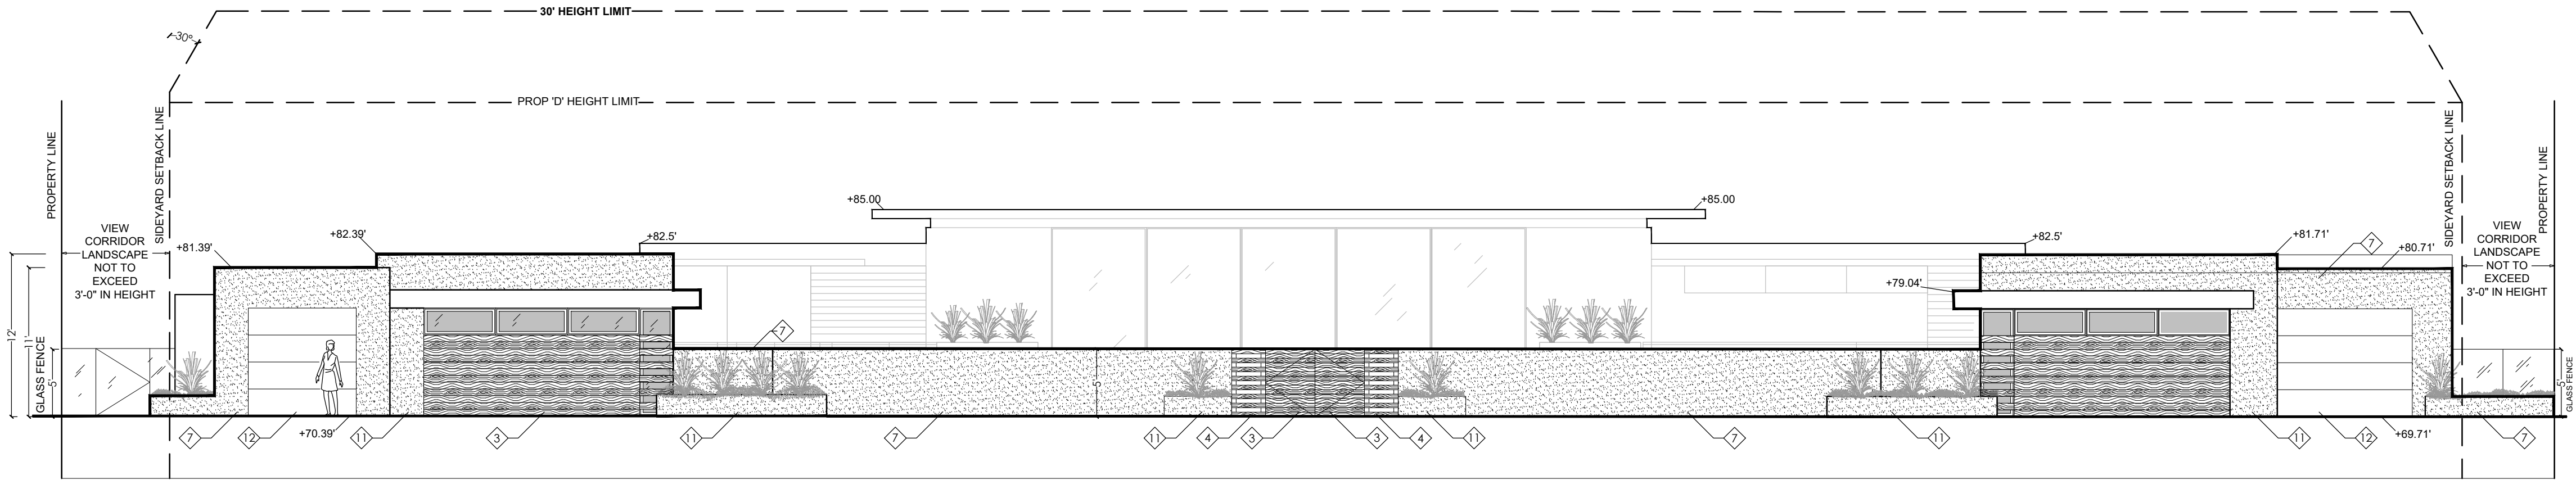 30' HEIGHT LIMIT
30°
PROP 'D' HEIGHT LIMIT
PROPERTY LINE
SIDEYARD SETBACK LINE
SIDEYARD SETBACK LINE
PROPERTY LINE
+85.00
+85.00
VIEW
CORRIDOR
LANDSCAPE
NOT TO
EXCEED
3'-0" IN HEIGHT
+81.39'
+82.39'
+82.5'
+82.5'
+81.71'
7
+80.71'
VIEW
CORRIDOR
LANDSCAPE
NOT TO
EXCEED
3'-0" IN HEIGHT
+79.04'
12'
11'
5'
GLASS FENCE
7
5'
5'
GLASS FENCE
7
12
+70.39'
11
3
11
7
11
4
3
3
4
11
7
11
11
12
+69.71'
7